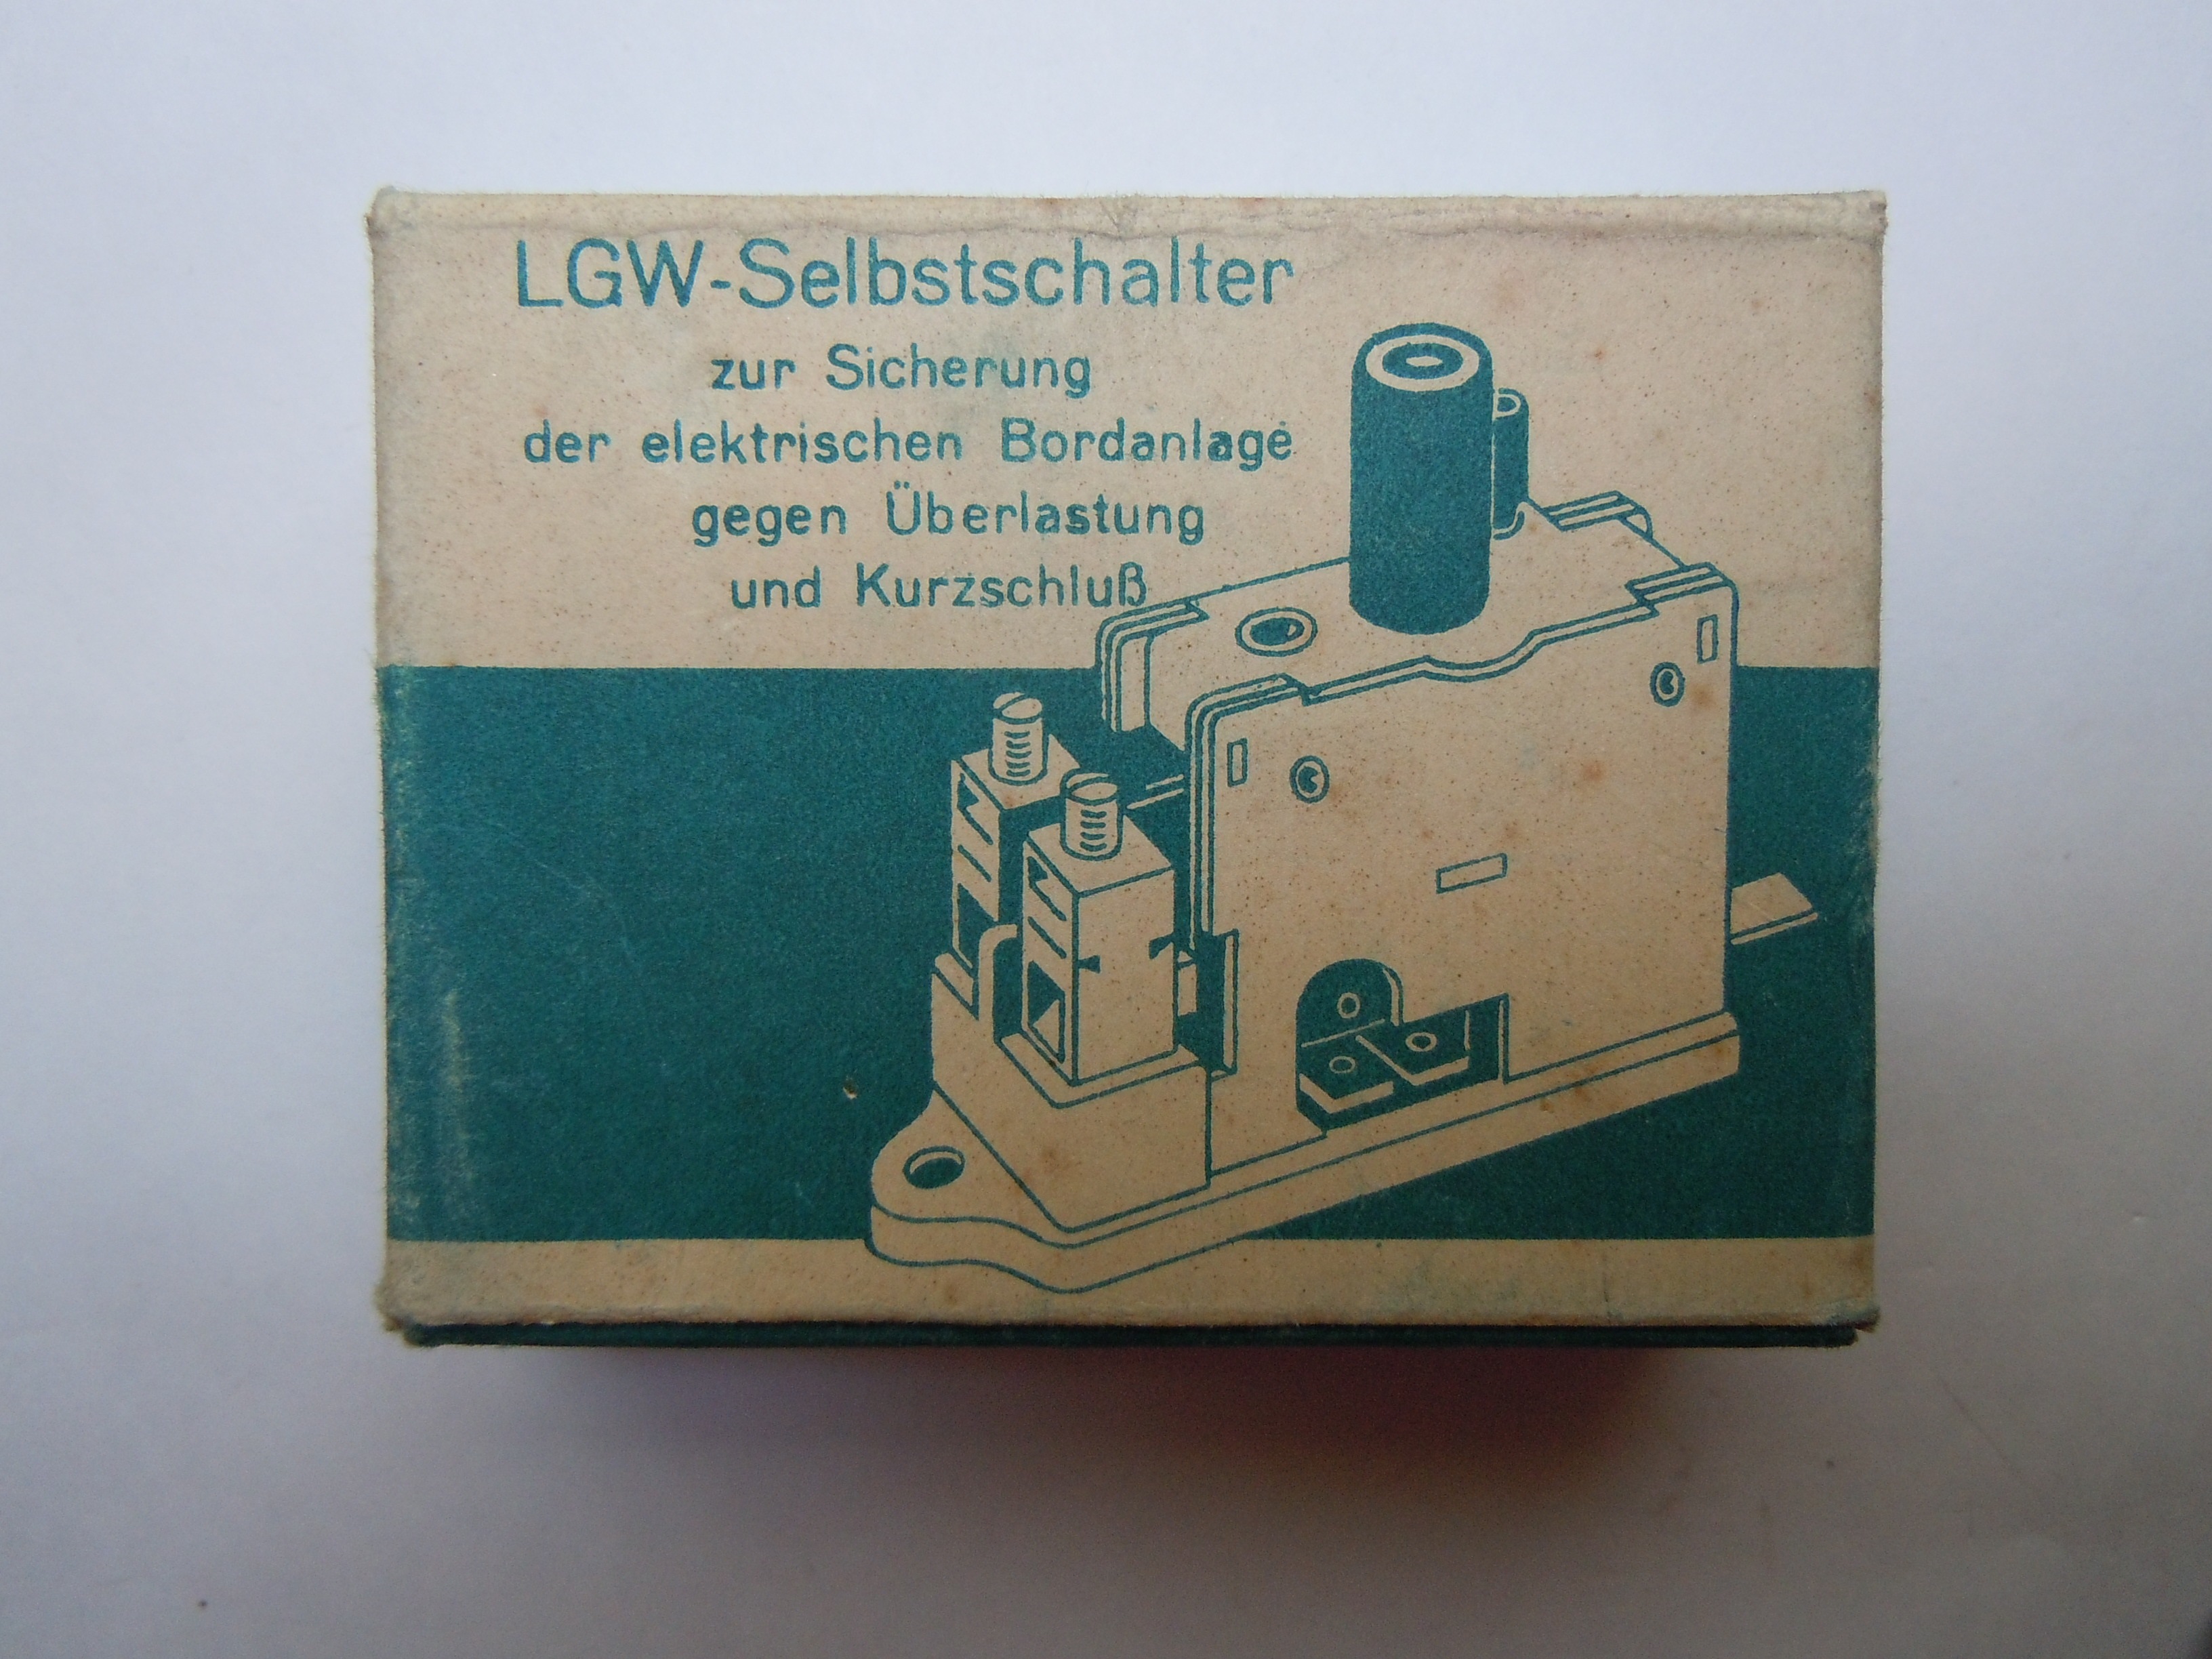 LGW-Selbstschalter
zur Sicherung
der elektrischen Bordanlage
gegen Überlastung
und Kurzschluß